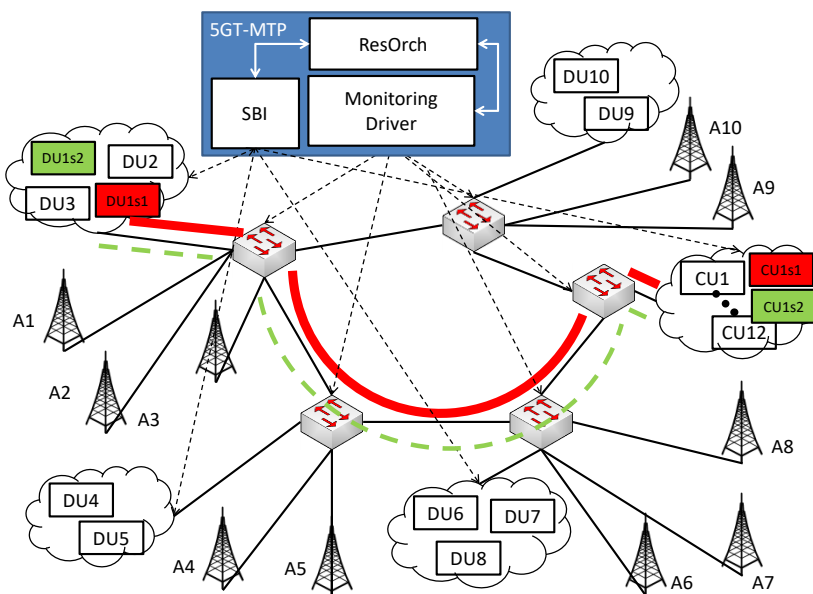 5GT-MTP
ResOrch
SBI
Monitoring
Driver
DU10
DU9
A10
A9
DU1s2
DU2
DU3
DU1s1
CU1
CU1s1
CU1s2
CU12
A1
A2
A3
A8
DU4
DU5
DU6
DU7
DU8
A4
A5
A6
A7